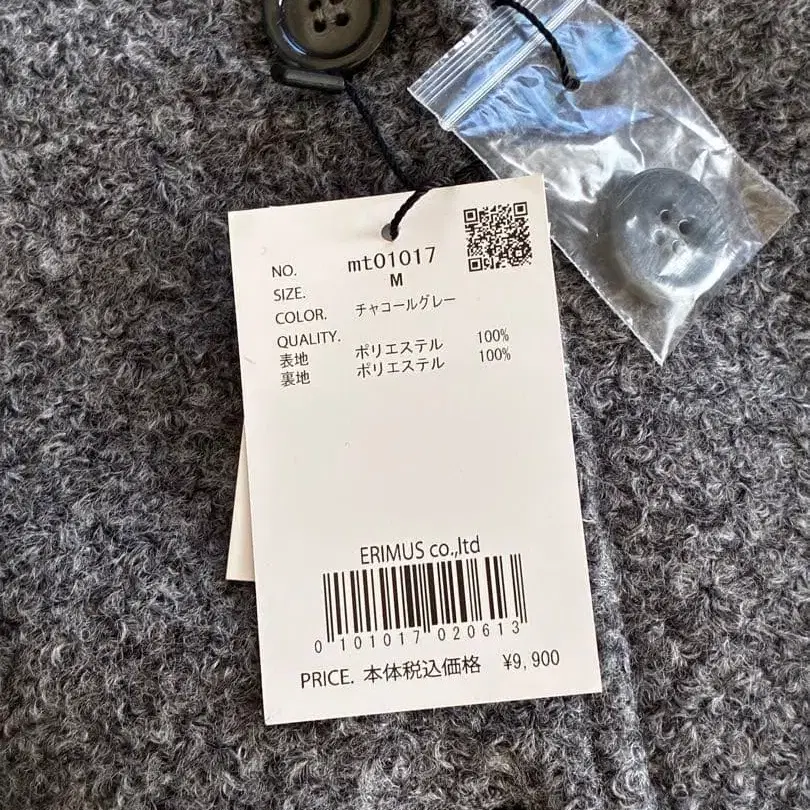 NO. mt01017
SIZE. M
COLOR. チャコールグレー
QUALITY.
表地 ポリエステル 100%
裏地 ポリエステル 100%
ERIMUS co.,ltd
0 101017 020613
PRICE. 本体税込価格 ¥9,900